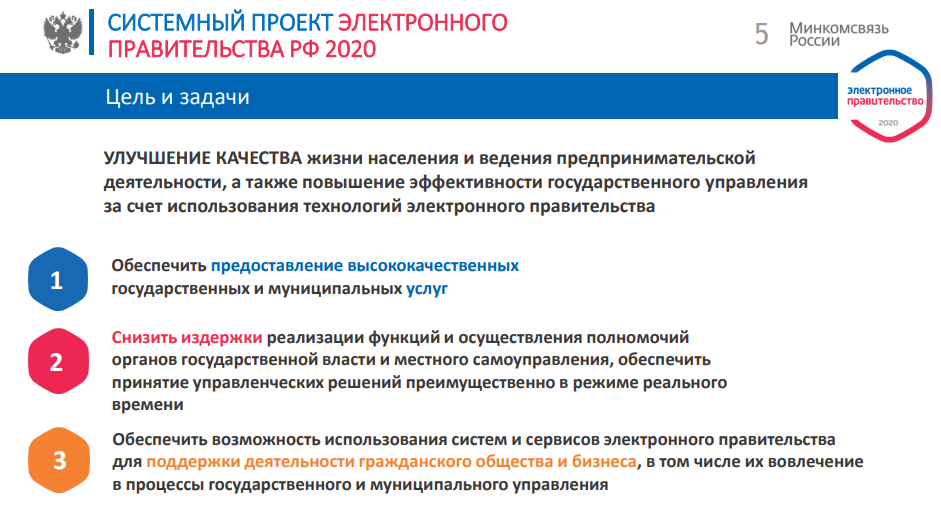 СИСТЕМНЫЙ ПРОЕКТ ЭЛЕКТРОННОГО
ПРАВИТЕЛЬСТВА РФ 2020
5
Минкомсвязь
России
Цель и задачи
электронное
правительство
2020
УЛУЧШЕНИЕ КАЧЕСТВА жизни населения и ведения предпринимательской
деятельности, а также повышение эффективности государственного управления
за счет использования технологий электронного правительства
1
Обеспечить предоставление высококачественных
государственных и муниципальных услуг
2
Снизить издержки реализации функций и осуществления полномочий
органов государственной власти и местного самоуправления, обеспечить
принятие управленческих решений преимущественно в режиме реального
времени
3
Обеспечить возможность использования систем и сервисов электронного правительства
для поддержки деятельности гражданского общества и бизнеса, в том числе их вовлечение
в процессы государственного и муниципального управления